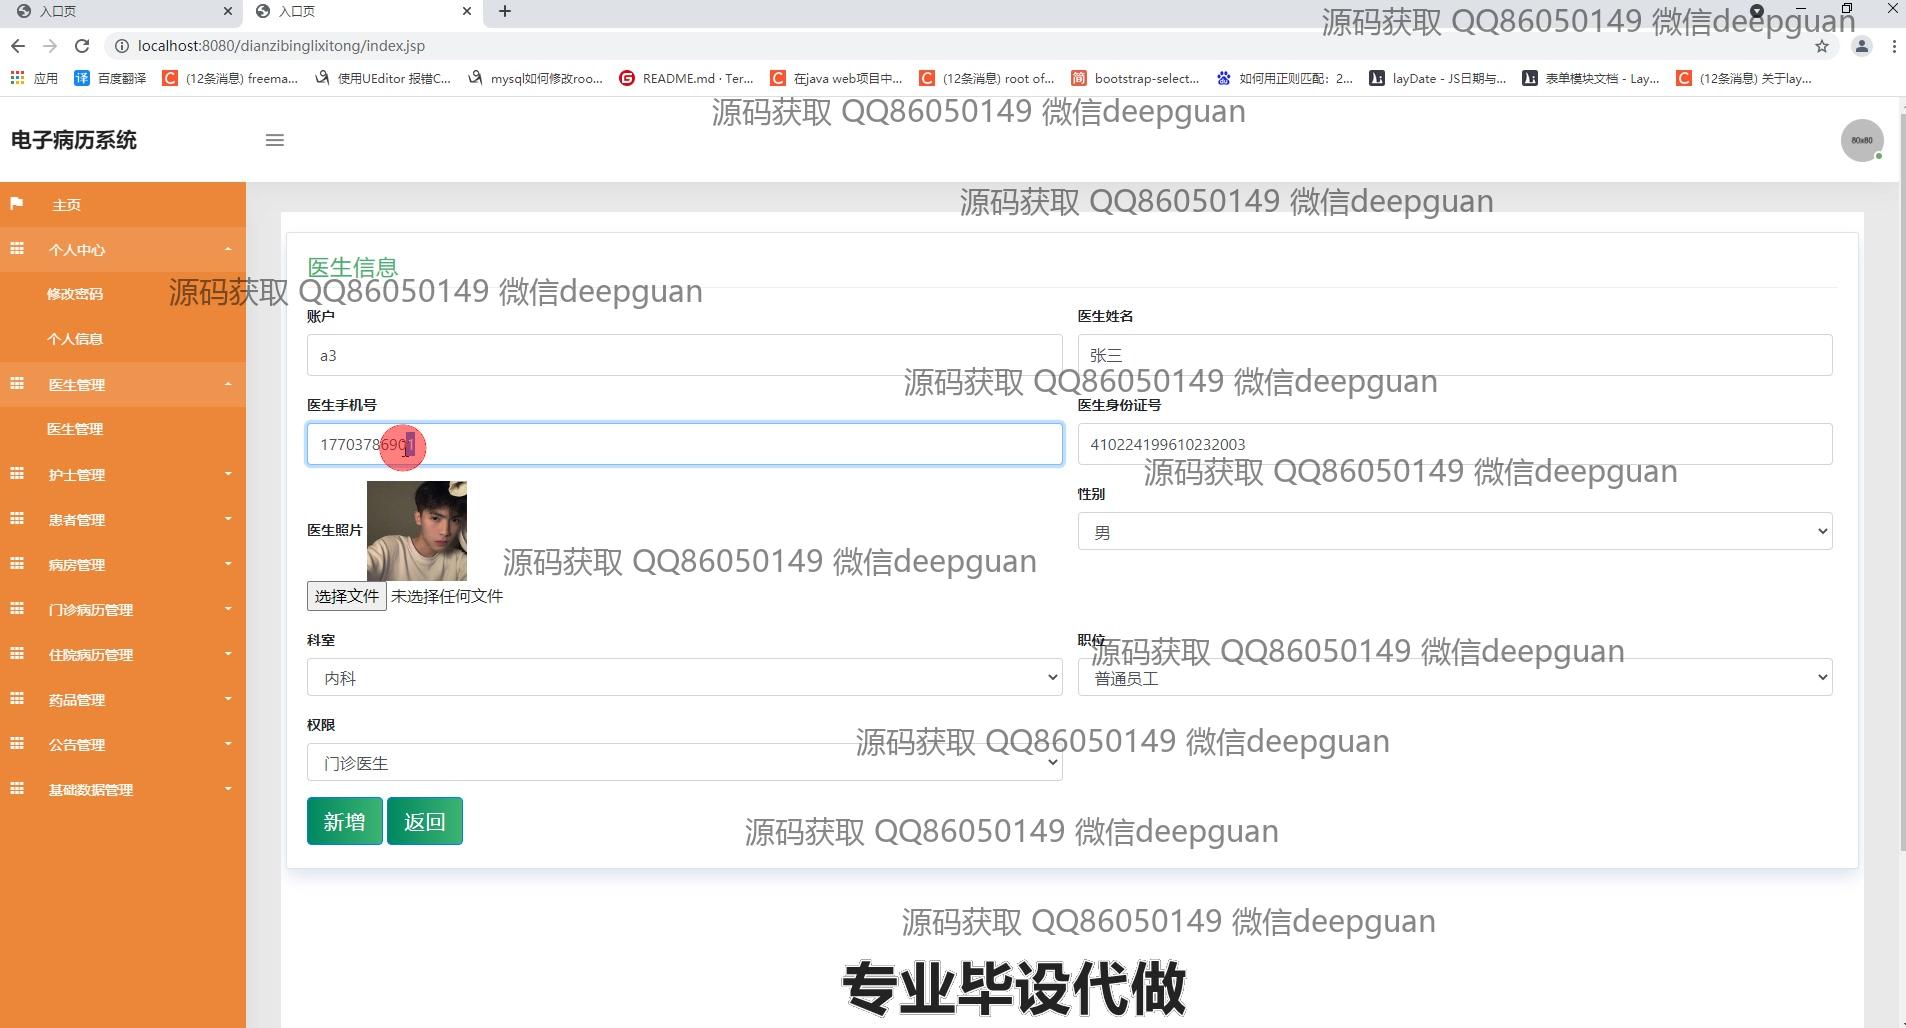 入口页
入口页
源码获取 QQ86050149 微信deepguan
localhost:8080/dianzibinglixitong/index.jsp
应用
百度翻译
(12条消息) freema...
使用UEditor 报错C...
mysql如何修改roo...
README.md · Ter...
在java web项目中...
(12条消息) root of...
bootstrap-select...
如何用正则匹配：2...
layDate - JS日期与...
表单模块文档 - Lay...
(12条消息) 关于lay...
源码获取 QQ86050149 微信deepguan
电子病历系统
80x80
源码获取 QQ86050149 微信deepguan
主页
个人中心
修改密码
个人信息
医生管理
医生管理
护士管理
患者管理
病房管理
门诊病历管理
住院病历管理
药品管理
公告管理
基础数据管理
医生信息
源码获取 QQ86050149 微信deepguan
账户
医生姓名
a3
张三
源码获取 QQ86050149 微信deepguan
医生手机号
医生身份证号
17703786901
410224199610232003
源码获取 QQ86050149 微信deepguan
医生照片
性别
男
源码获取 QQ86050149 微信deepguan
选择文件 未选择任何文件
科室
职位
源码获取 QQ86050149 微信deepguan
内科
普通员工
权限
源码获取 QQ86050149 微信deepguan
门诊医生
新增
返回
源码获取 QQ86050149 微信deepguan
源码获取 QQ86050149 微信deepguan
专业毕设代做